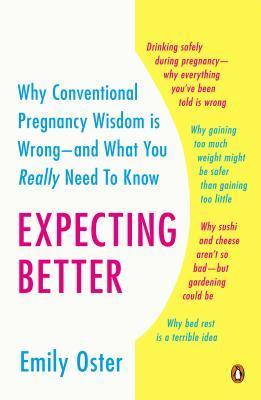 Why Conventional
Pregnancy Wisdom is
Wrong—and What You
Really Need To Know
EXPECTING
BETTER
Emily Oster
Drinking safely
during pregnancy—
why everything
you've been
told is wrong
Why gaining
too much
weight might
be safer
than gaining
too little
Why sushi
and cheese
aren't so
bad—but
gardening
could be
Why bed rest
is a terrible idea